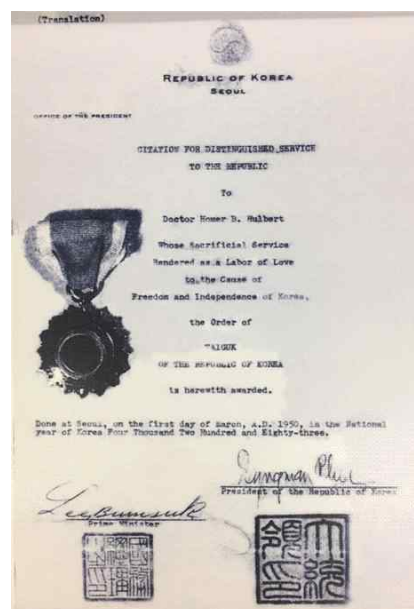 (Translation)
REPUBLIC OF KOREA
SEOUL
OFFICE OF THE PRESIDENT
CITATION FOR DISTINGUISHED SERVICE
TO THE REPUBLIC
To
Doctor Homer B. Hulbert
Whose Sacrificial Service
Rendered as a Labor of Love
to the Cause of
Freedom and Independence of Korea,
the Order of
TAIGUK
OF THE REPUBLIC OF KOREA
is herewith awarded.
Done at Seoul, on the first day of March, A.D. 1950, in the National
year of Korea Four Thousand Two Hundred and Eighty-three.
Syngman Rhee
President of the Republic of Korea
Lee Bumsuk
Prime Minister